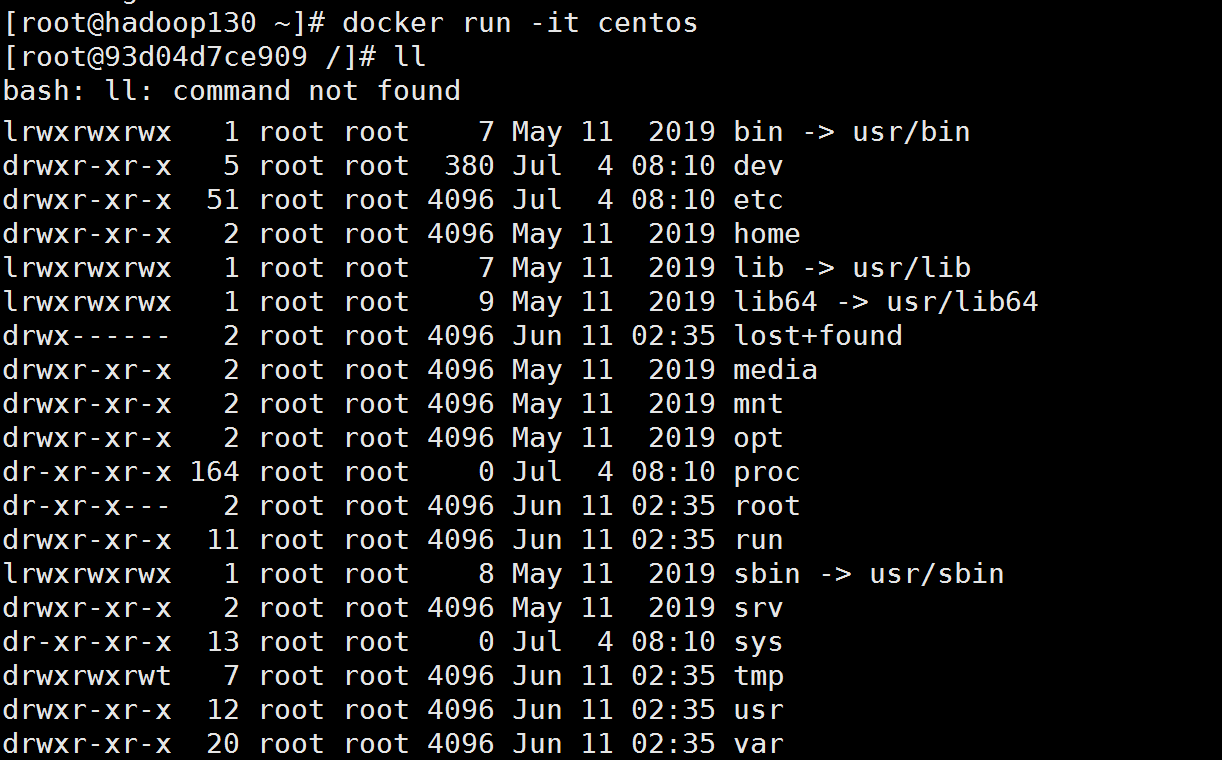 [root@hadoop130 ~]# docker run -it centos
[root@93d04d7ce909 /]# ll
bash: ll: command not found
lrwxrwxrwx   1 root root    7 May 11  2019 bin -> usr/bin
drwxr-xr-x   5 root root  380 Jul  4 08:10 dev
drwxr-xr-x  51 root root 4096 Jul  4 08:10 etc
drwxr-xr-x   2 root root 4096 May 11  2019 home
lrwxrwxrwx   1 root root    7 May 11  2019 lib -> usr/lib
lrwxrwxrwx   1 root root    9 May 11  2019 lib64 -> usr/lib64
drwx------   2 root root 4096 Jun 11 02:35 lost+found
drwxr-xr-x   2 root root 4096 May 11  2019 media
drwxr-xr-x   2 root root 4096 May 11  2019 mnt
drwxr-xr-x   2 root root 4096 May 11  2019 opt
dr-xr-xr-x 164 root root    0 Jul  4 08:10 proc
dr-xr-x---   2 root root 4096 Jun 11 02:35 root
drwxr-xr-x  11 root root 4096 Jun 11 02:35 run
lrwxrwxrwx   1 root root    8 May 11  2019 sbin -> usr/sbin
drwxr-xr-x   2 root root 4096 May 11  2019 srv
dr-xr-xr-x  13 root root    0 Jul  4 08:10 sys
drwxrwxrwt   7 root root 4096 Jun 11 02:35 tmp
drwxr-xr-x  12 root root 4096 Jun 11 02:35 usr
drwxr-xr-x  20 root root 4096 Jun 11 02:35 var